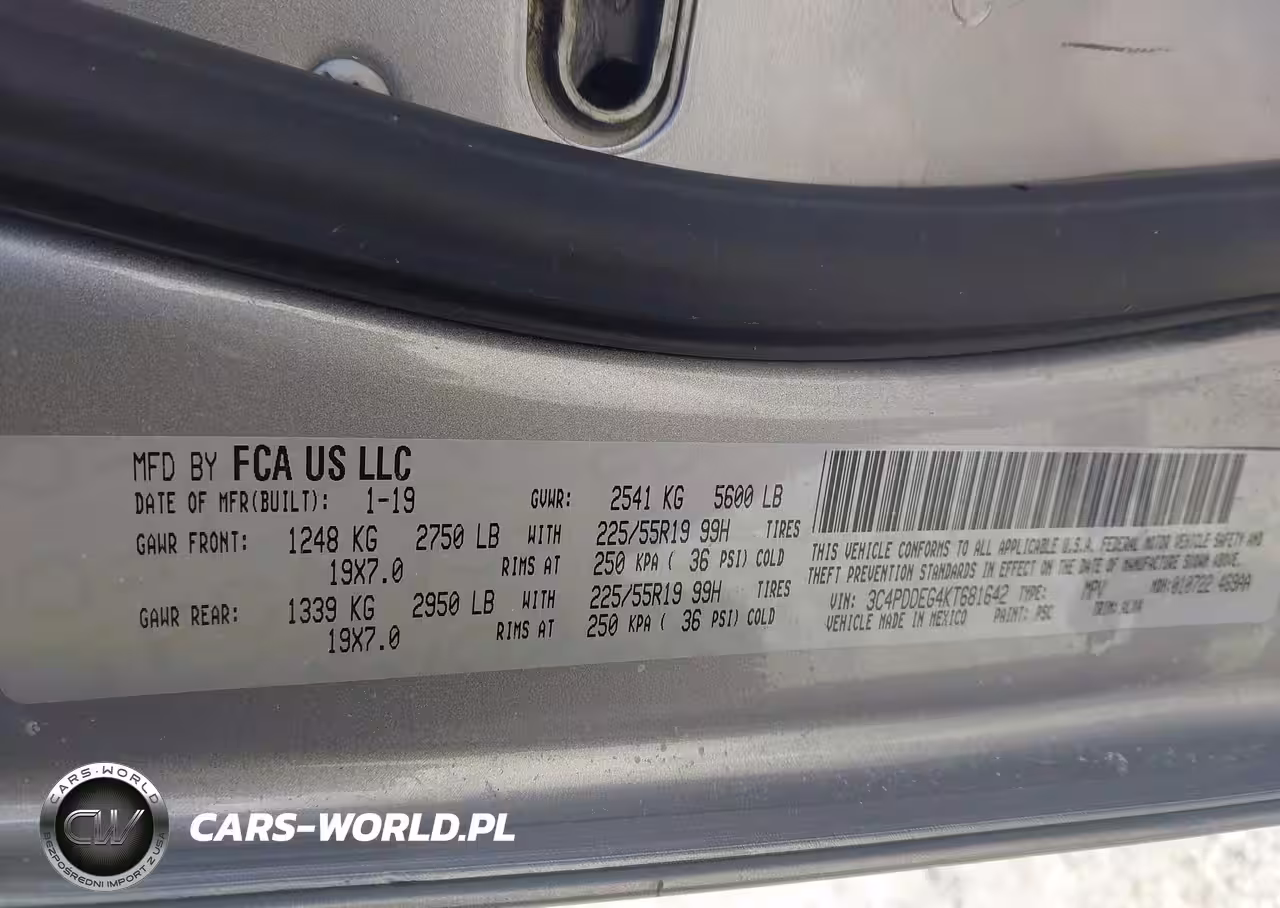 MFD BY FCA US LLC
DATE OF MFR(BUILT): 1-19 GVWR: 2541 KG 5600 LB
GAWR FRONT: 1248 KG 2750 LB WITH 225/55R19 99H TIRES
19X7.0 RIMS AT 250 KPA ( 36 PSI) COLD
GAWR REAR: 1339 KG 2950 LB WITH 225/55R19 99H TIRES
19X7.0 RIMS AT 250 KPA ( 36 PSI) COLD
THIS VEHICLE CONFORMS TO ALL APPLICABLE U.S.A. FEDERAL MOTOR VEHICLE SAFETY AND
THEFT PREVENTION STANDARDS IN EFFECT ON THE DATE OF MANUFACTURE SHOWN ABOVE.
VIN: 3C4PDDEG4KT681642 TYPE: MPV MDH:
VEHICLE MADE IN MEXICO PAINT: PSC TRIM:
CARS-WORLD
CW
BEZPOŚREDNI IMPORT Z USA
CARS-WORLD.PL